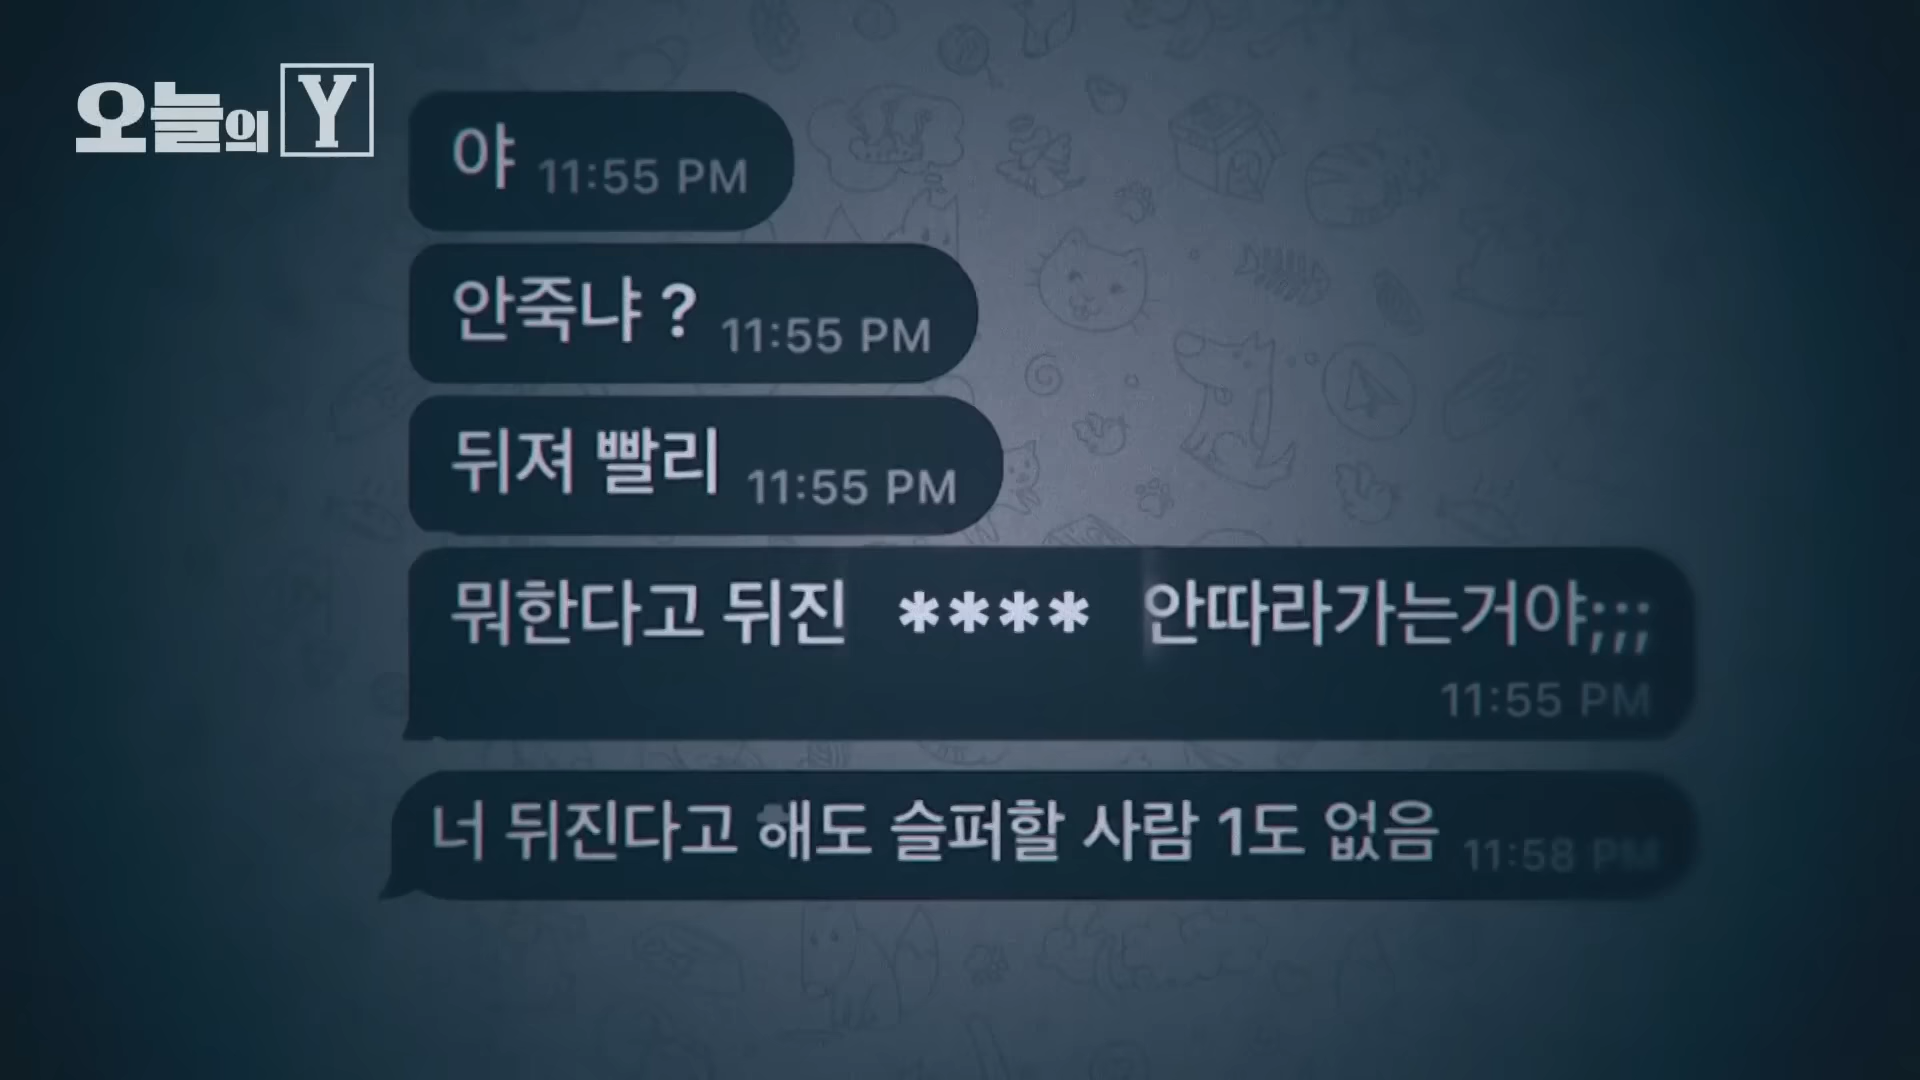 오늘의 Y
야 11:55 PM
안죽냐 ? 11:55 PM
뒤져 빨리 11:55 PM
뭐한다고 뒤진 **** 안따라가는거야;;;
11:55 PM
너 뒤진다고 해도 슬퍼할 사람 1도 없음 11:58 PM